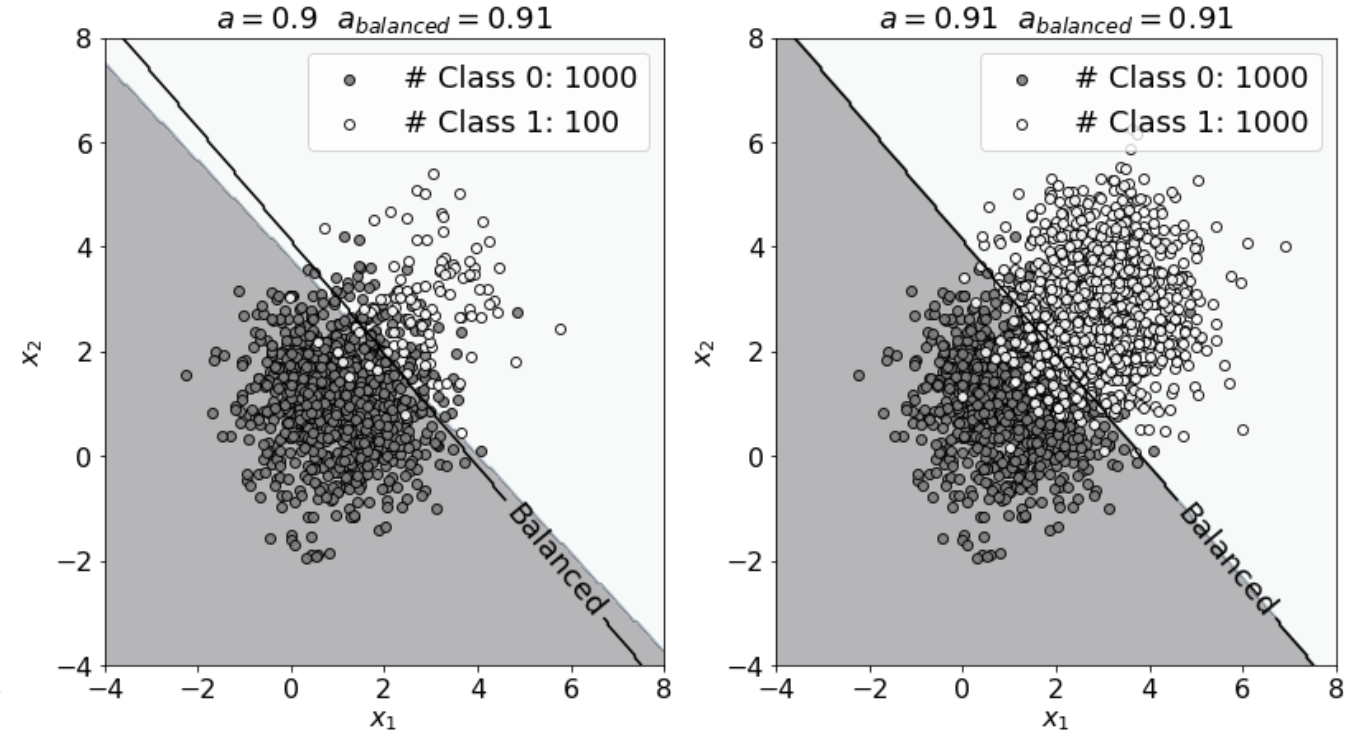 a = 0.9 a_balanced = 0.91
8
6
4
2
0
−2
−4
x₂
# Class 0: 1000
# Class 1: 100
Balanced
−4 −2 0 2 4 6 8
x₁
a = 0.91 a_balanced = 0.91
8
6
4
2
0
−2
−4
x₂
# Class 0: 1000
# Class 1: 1000
Balanced
−4 −2 0 2 4 6 8
x₁